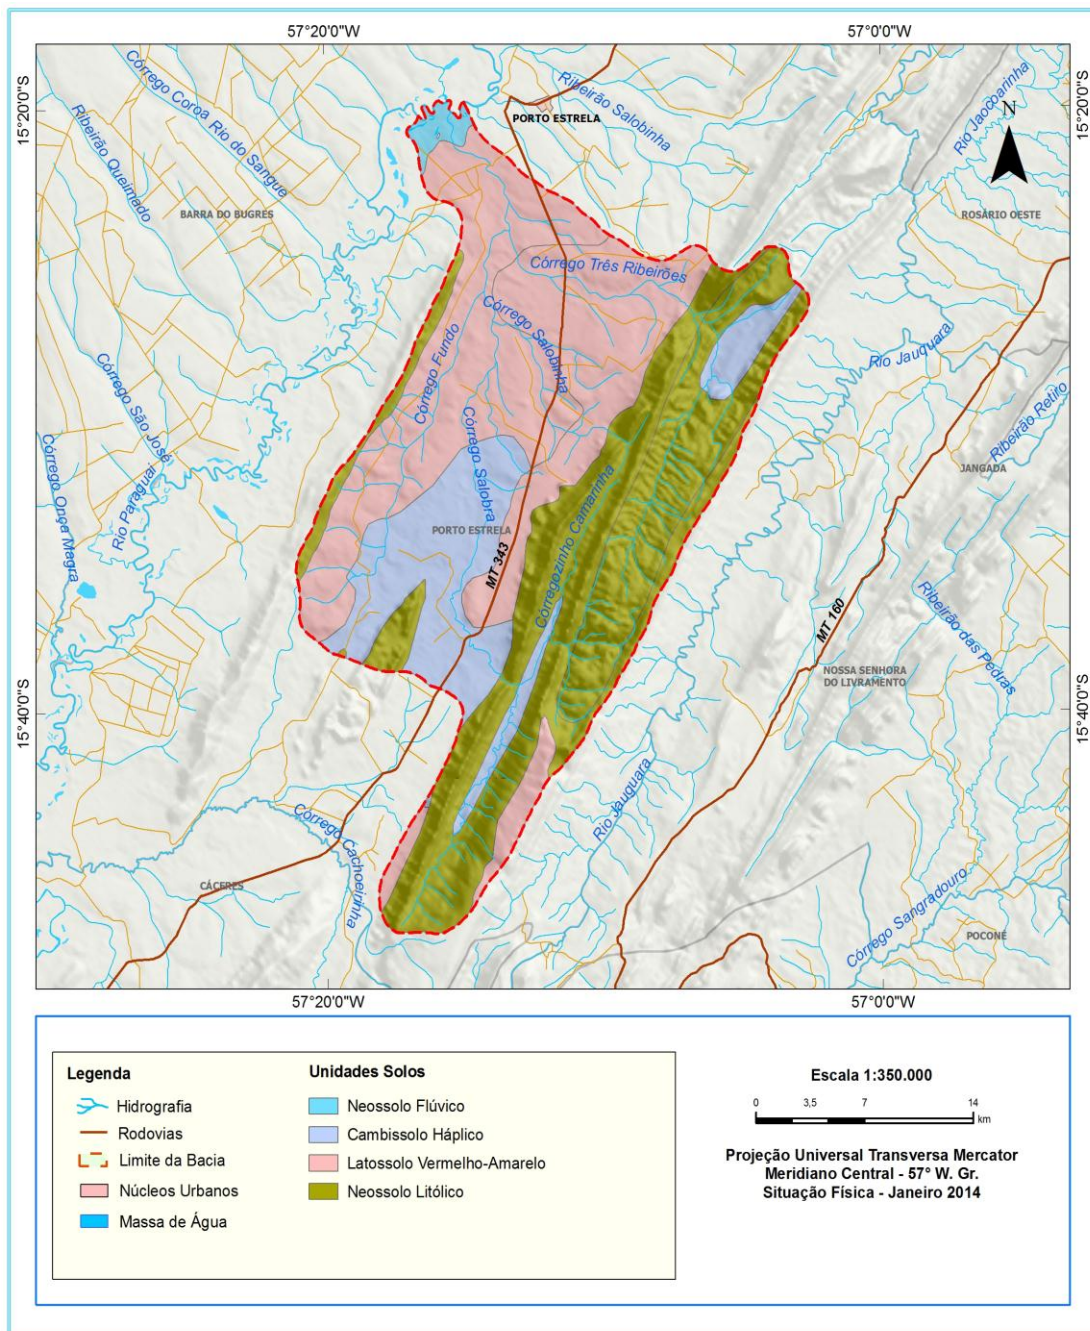 57°20'0"W
57°0'0"W
15°20'0"S
15°20'0"S
N
Córrego Coroa Rio do Sangue
Ribeirão Queimado
Ribeirão Salobinha
Rio Jacoarinha
PORTO ESTRELA
BARRA DO BUGRES
ROSÁRIO OESTE
Córrego Três Ribeirões
Córrego Salobinha
Córrego Fundo
Rio Jauquara
Córrego São José
Ribeirão Retiro
Córrego Onça Magra
Rio Paraguai
Córrego Salobra
JANGADA
PORTO ESTRELA
MT 343
Córregozinho Camarinha
MT 160
Ribeirão das Pedras
NOSSA SENHORA
DO LIVRAMENTO
15°40'0"S
15°40'0"S
Rio Jauquara
Córrego Cachoeirinha
CÁCERES
Córrego Sangradouro
POCONÉ
57°20'0"W
57°0'0"W
Legenda
Hidrografia
Rodovias
Limite da Bacia
Núcleos Urbanos
Massa de Água
Unidades Solos
Neossolo Flúvico
Cambissolo Háplico
Latossolo Vermelho-Amarelo
Neossolo Litólico
Escala 1:350.000
0 3,5 7 14
km
Projeção Universal Transversa Mercator
Meridiano Central - 57° W. Gr.
Situação Física - Janeiro 2014